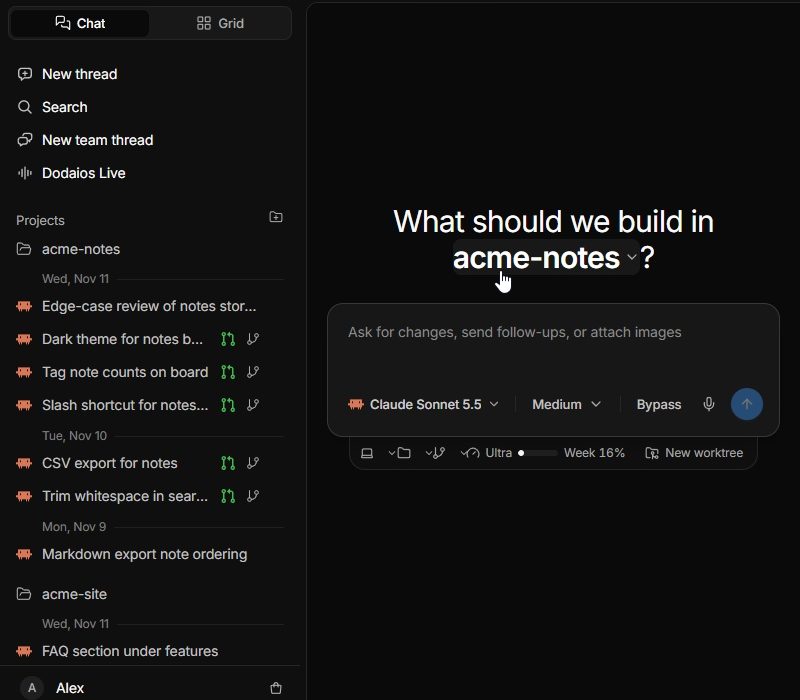 Chat
Grid
New thread
Search
New team thread
Dodaios Live
Projects
acme-notes
Wed, Nov 11
Edge-case review of notes stor...
Dark theme for notes b...
Tag note counts on board
Slash shortcut for notes...
Tue, Nov 10
CSV export for notes
Trim whitespace in sear...
Mon, Nov 9
Markdown export note ordering
acme-site
Wed, Nov 11
FAQ section under features
A
Alex
What should we build in
acme-notes ?
Ask for changes, send follow-ups, or attach images
Claude Sonnet 5.5
Medium
Bypass
Ultra
Week 16%
New worktree